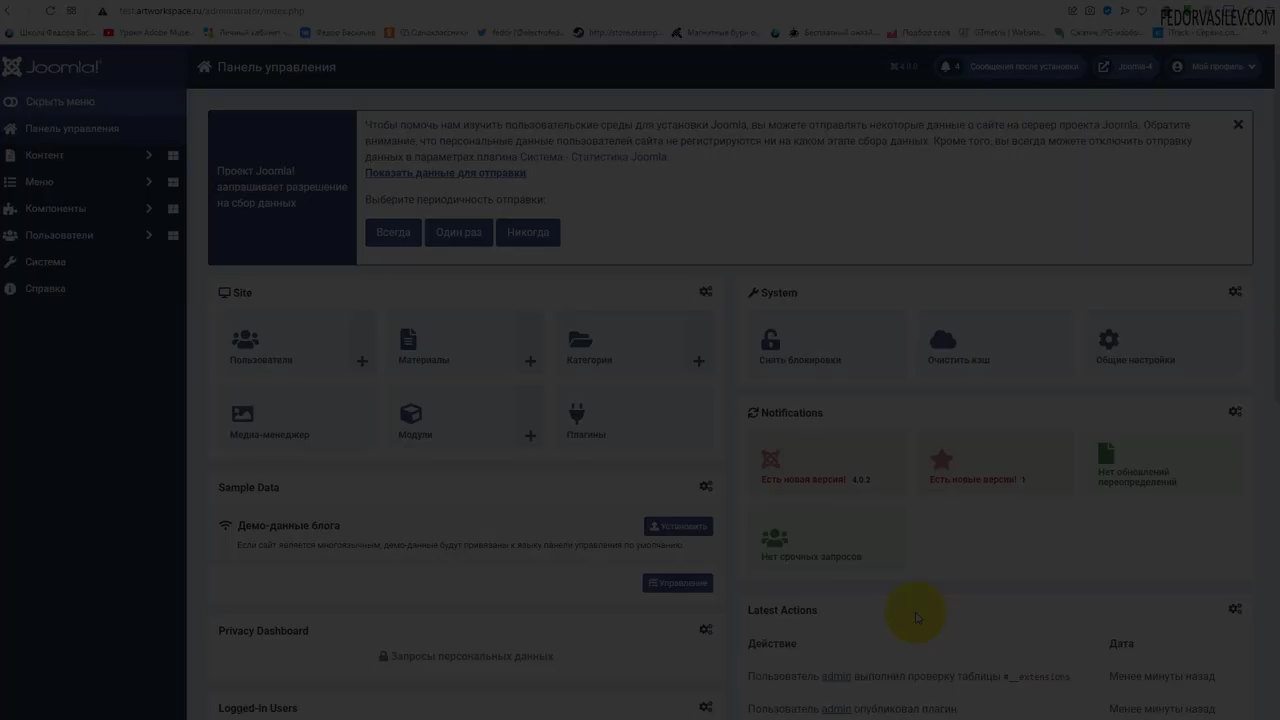 test.artworkspace.ru/administrator/index.php
FEDORVASILEV.COM
Joomla!
Панель управления
4.0.0
4 Сообщения после установки
Joomla-4
Мой профиль
Скрыть меню
Панель управления
Контент
Меню
Компоненты
Пользователи
Система
Справка
Проект Joomla!
запрашивает разрешение
на сбор данных
Чтобы помочь нам изучить пользовательские среды для установки Joomla, вы можете отправлять некоторые данные о сайте на сервер проекта Joomla. Обратите
внимание, что персональные данные пользователей сайта не регистрируются ни на каком этапе сбора данных. Кроме того, вы всегда можете отключить отправку
данных в параметрах плагина Система - Статистика Joomla.
Показать данные для отправки
Выберите периодичность отправки:
Всегда
Один раз
Никогда
Site
Пользователи
Материалы
Категория
Медиа-менеджер
Модули
Плагины
Sample Data
Демо-данные блога
Установить
Если сайт является многоязычным, демо-данные будут привязаны к языку панели управления по умолчанию.
Управление
Privacy Dashboard
Запросы персональных данных
Logged-in Users
System
Снять блокировки
Очистить кэш
Общие настройки
Notifications
Есть новая версия! 4.0.2
Есть новые версии! 1
Нет обновлений
переопределений
Нет срочных запросов
Latest Actions
Действие
Дата
Пользователь admin выполнил проверку таблицы #__extensions
Менее минуты назад
Пользователь admin опубликовал плагин
Менее минуты назад